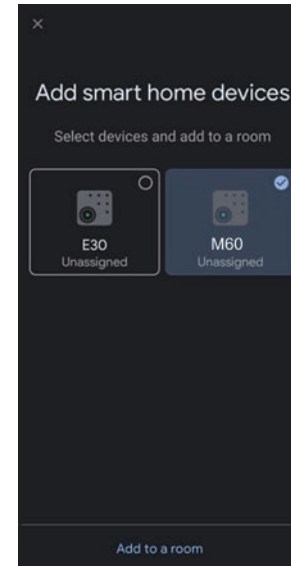 Add smart home devices
Select devices and add to a room
E30
Unassigned
M60
Unassigned
Add to a room